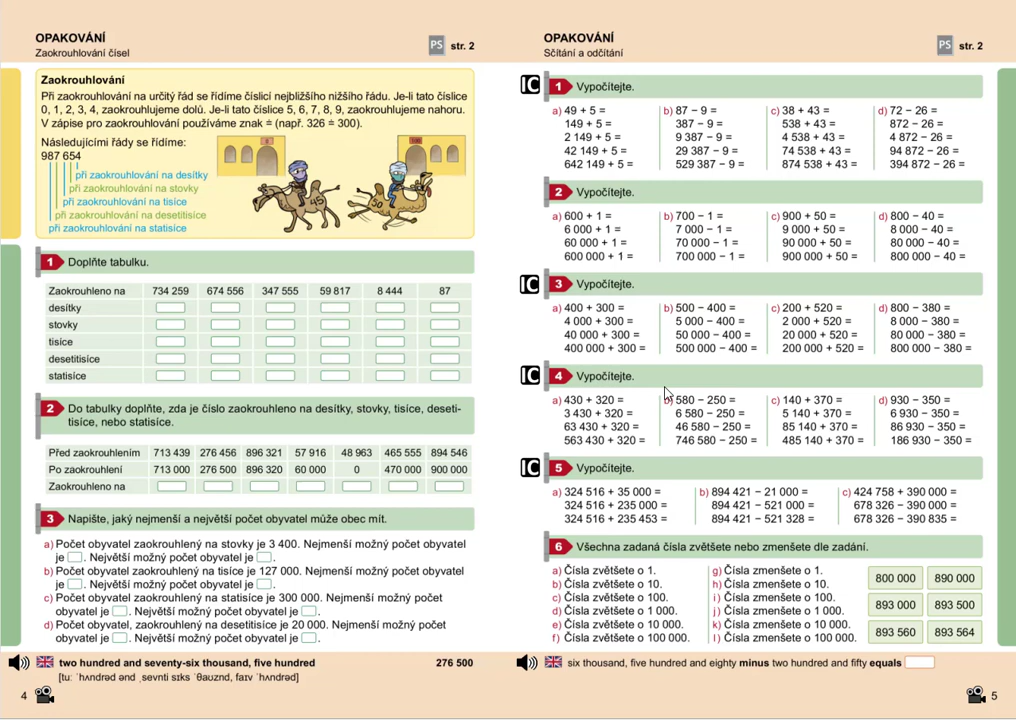 OPAKOVÁNÍ
Zaokrouhlování čísel
PS str. 2
Zaokrouhlování
Při zaokrouhlování na určitý řád se řídíme číslicí nejbližšího nižšího řádu. Je-li tato číslice
0, 1, 2, 3, 4, zaokrouhlujeme dolů. Je-li tato číslice 5, 6, 7, 8, 9, zaokrouhlujeme nahoru.
V zápise pro zaokrouhlování používáme znak ≐ (např. 326 ≐ 300).
Následujícími řády se řídíme:
987 654
při zaokrouhlování na desítky
při zaokrouhlování na stovky
při zaokrouhlování na tisíce
při zaokrouhlování na desetitisíce
při zaokrouhlování na statisíce
45
50
1 Doplňte tabulku.
Zaokrouhleno na 734 259 674 556 347 555 59 817 8 444 87
desítky
stovky
tisíce
desetitisíce
statisíce
2 Do tabulky doplňte, zda je číslo zaokrouhleno na desítky, stovky, tisíce, deseti-
tisíce, nebo statisíce.
Před zaokrouhlením 713 439 276 456 896 321 57 916 48 963 465 555 894 546
Po zaokrouhlení 713 000 276 500 896 320 60 000 0 470 000 900 000
Zaokrouhleno na
3 Napište, jaký nejmenší a největší počet obyvatel může obec mít.
a) Počet obyvatel zaokrouhlený na stovky je 3 400. Nejmenší možný počet obyvatel
je . Největší možný počet obyvatel je .
b) Počet obyvatel zaokrouhlený na tisíce je 127 000. Nejmenší možný počet obyvatel
je . Největší možný počet obyvatel je .
c) Počet obyvatel zaokrouhlený na statisíce je 300 000. Nejmenší možný počet
obyvatel je . Největší možný počet obyvatel je .
d) Počet obyvatel, zaokrouhlený na desetitisíce je 20 000. Nejmenší možný počet
obyvatel je . Největší možný počet obyvatel je .
two hundred and seventy-six thousand, five hundred 276 500
[tuː ˈhʌndrəd ənd ˌsevnti sɪks ˈθaʊznd, faɪv ˈhʌndrəd]
4
OPAKOVÁNÍ
Sčítání a odčítání
PS str. 2
IC 1 Vypočítejte.
a) 49 + 5 = b) 87 − 9 = c) 38 + 43 = d) 72 − 26 =
149 + 5 = 387 − 9 = 538 + 43 = 872 − 26 =
2 149 + 5 = 9 387 − 9 = 4 538 + 43 = 4 872 − 26 =
42 149 + 5 = 29 387 − 9 = 74 538 + 43 = 94 872 − 26 =
642 149 + 5 = 529 387 − 9 = 874 538 + 43 = 394 872 − 26 =
2 Vypočítejte.
a) 600 + 1 = b) 700 − 1 = c) 900 + 50 = d) 800 − 40 =
6 000 + 1 = 7 000 − 1 = 9 000 + 50 = 8 000 − 40 =
60 000 + 1 = 70 000 − 1 = 90 000 + 50 = 80 000 − 40 =
600 000 + 1 = 700 000 − 1 = 900 000 + 50 = 800 000 − 40 =
IC 3 Vypočítejte.
a) 400 + 300 = b) 500 − 400 = c) 200 + 520 = d) 800 − 380 =
4 000 + 300 = 5 000 − 400 = 2 000 + 520 = 8 000 − 380 =
40 000 + 300 = 50 000 − 400 = 20 000 + 520 = 80 000 − 380 =
400 000 + 300 = 500 000 − 400 = 200 000 + 520 = 800 000 − 380 =
IC 4 Vypočítejte.
a) 430 + 320 = b) 580 − 250 = c) 140 + 370 = d) 930 − 350 =
3 430 + 320 = 6 580 − 250 = 5 140 + 370 = 6 930 − 350 =
63 430 + 320 = 46 580 − 250 = 85 140 + 370 = 86 930 − 350 =
563 430 + 320 = 746 580 − 250 = 485 140 + 370 = 186 930 − 350 =
IC 5 Vypočítejte.
a) 324 516 + 35 000 = b) 894 421 − 21 000 = c) 424 758 + 390 000 =
324 516 + 235 000 = 894 421 − 521 000 = 678 326 − 390 000 =
324 516 + 235 453 = 894 421 − 521 328 = 678 326 − 390 835 =
6 Všechna zadaná čísla zvětšete nebo zmenšete dle zadání.
a) Čísla zvětšete o 1. g) Čísla zmenšete o 1.
b) Čísla zvětšete o 10. h) Čísla zmenšete o 10.
c) Čísla zvětšete o 100. i) Čísla zmenšete o 100.
d) Čísla zvětšete o 1 000. j) Čísla zmenšete o 1 000.
e) Čísla zvětšete o 10 000. k) Čísla zmenšete o 10 000.
f) Čísla zvětšete o 100 000. l) Čísla zmenšete o 100 000.
800 000 890 000
893 000 893 500
893 560 893 564
six thousand, five hundred and eighty minus two hundred and fifty equals
5